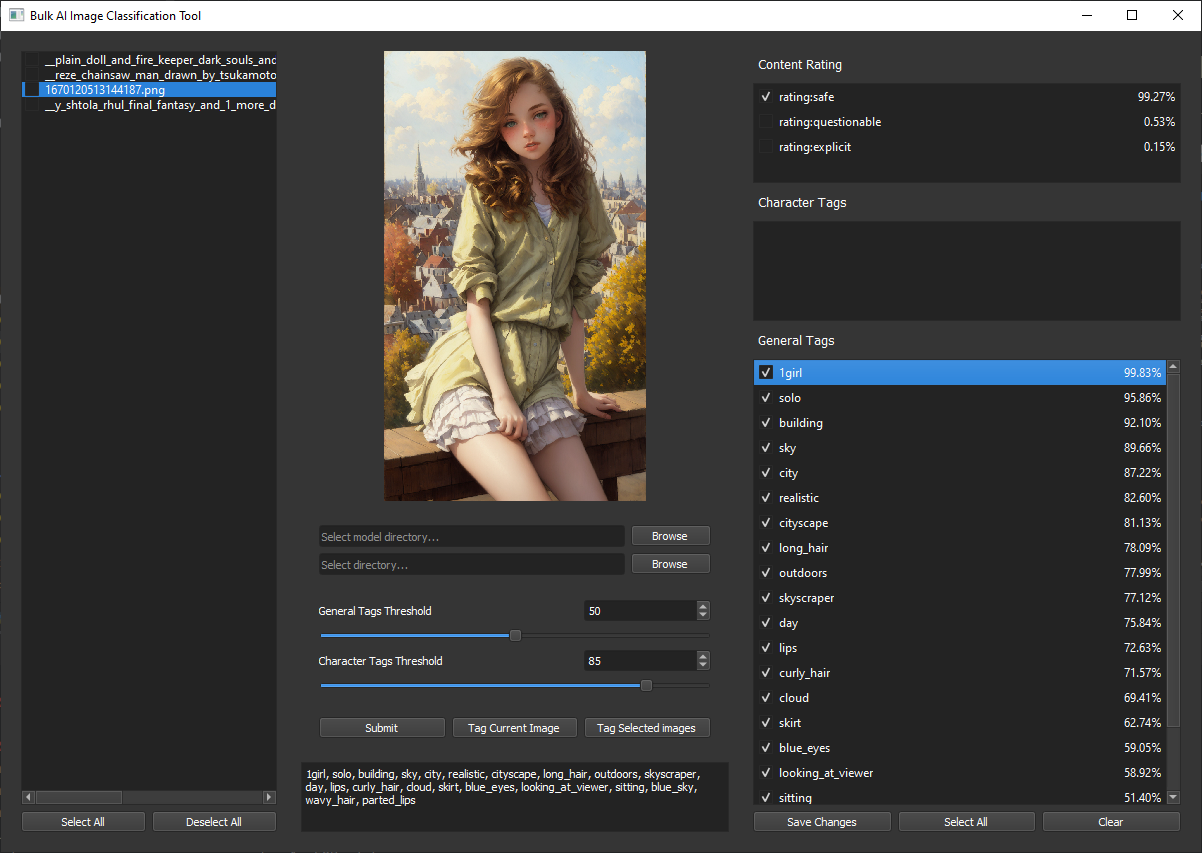 Bulk AI Image Classification Tool
__plain_doll_and_fire_keeper_dark_souls_and
__reze_chainsaw_man_drawn_by_tsukamoto
1670120513144187.png
__y_shtola_rhul_final_fantasy_and_1_more_d
Select All
Deselect All
Select model directory...
Browse
Select directory...
Browse
General Tags Threshold
50
Character Tags Threshold
85
Submit
Tag Current Image
Tag Selected images
1girl, solo, building, sky, city, realistic, cityscape, long_hair, outdoors, skyscraper,
day, lips, curly_hair, cloud, skirt, blue_eyes, looking_at_viewer, sitting, blue_sky,
wavy_hair, parted_lips
Content Rating
rating:safe 99.27%
rating:questionable 0.53%
rating:explicit 0.15%
Character Tags
General Tags
1girl 99.83%
solo 95.86%
building 92.10%
sky 89.66%
city 87.22%
realistic 82.60%
cityscape 81.13%
long_hair 78.09%
outdoors 77.99%
skyscraper 77.12%
day 75.84%
lips 72.63%
curly_hair 71.57%
cloud 69.41%
skirt 62.74%
blue_eyes 59.05%
looking_at_viewer 58.92%
sitting 51.40%
Save Changes
Select All
Clear